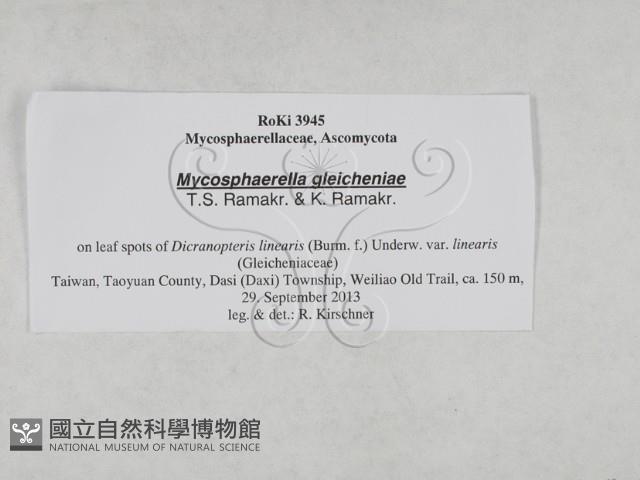 RoKi 3945
Mycosphaerellaceae, Ascomycota
Mycosphaerella gleicheniae
T.S. Ramakr. & K. Ramakr.
on leaf spots of Dicranopteris linearis (Burm. f.) Underw. var. linearis
(Gleicheniaceae)
Taiwan, Taoyuan County, Dasi (Daxi) Township, Weiliao Old Trail, ca. 150 m,
29. September 2013
leg. & det.: R. Kirschner
國立自然科學博物館
NATIONAL MUSEUM OF NATURAL SCIENCE